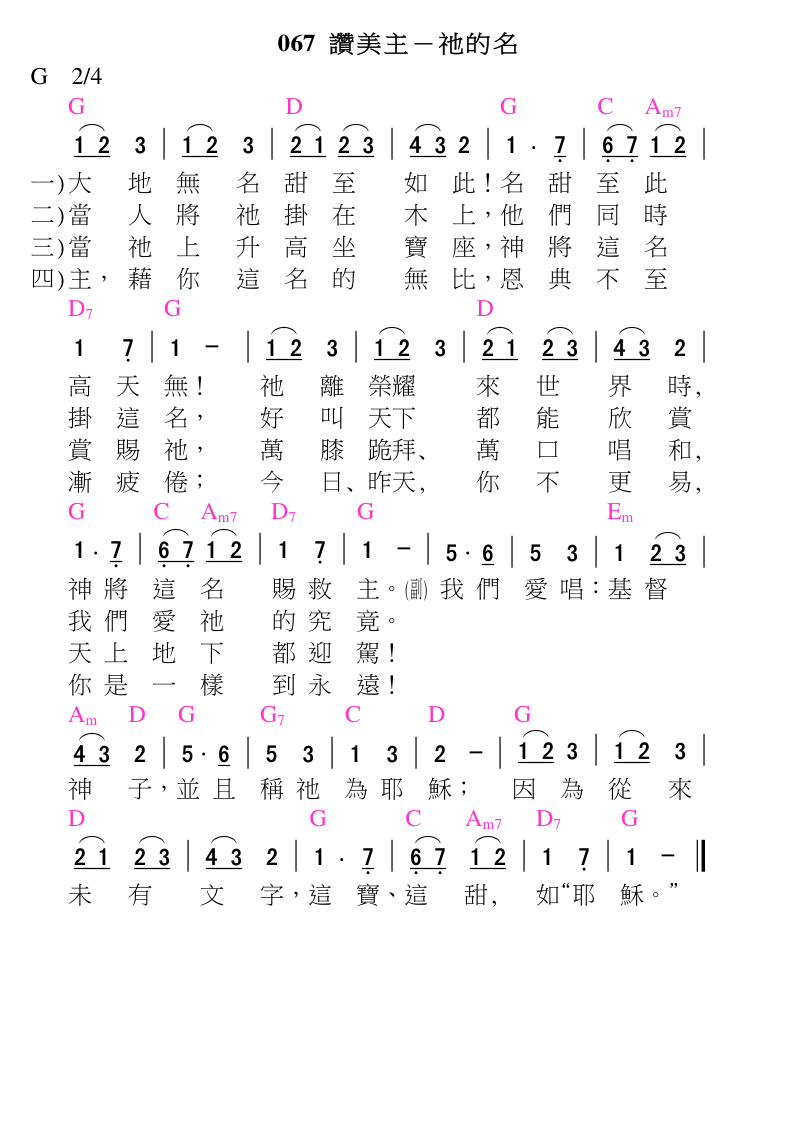 067 讚美主－祂的名
G 2/4
G D G C Am7
1 2 3 | 1 2 3 | 2 1 2 3 | 4 3 2 | 1 · 7 | 6 7 1 2 |
一)大地無名甜至如此！名甜至此
二)當人將祂掛在木上，他們同時
三)當祂上升高坐寶座，神將這名
四)主，藉你這名的無比，恩典不至
D7 G D
1 7 | 1 － | 1 2 3 | 1 2 3 | 2 1 2 3 | 4 3 2 |
高天無！祂離榮耀來世界時,
掛這名，好叫天下都能欣賞
賞賜祂，萬膝跪拜、萬口唱和,
漸疲倦；今日、昨天,你不更易,
G C Am7 D7 G Em
1 · 7 | 6 7 1 2 | 1 7 | 1 － | 5 · 6 | 5 3 | 1 2 3 |
神將這名賜救主。(副)我們愛唱：基督
我們愛祂的究竟。
天上地下都迎駕！
你是一樣到永遠！
Am D G G7 C D G
4 3 2 | 5 · 6 | 5 3 | 1 3 | 2 － | 1 2 3 | 1 2 3 |
神子，並且稱祂為耶穌；因為從來
D G C Am7 D7 G
2 1 2 3 | 4 3 2 | 1 · 7 | 6 7 1 2 | 1 7 | 1 － ‖
未有文字，這寶、這甜,如“耶穌。”